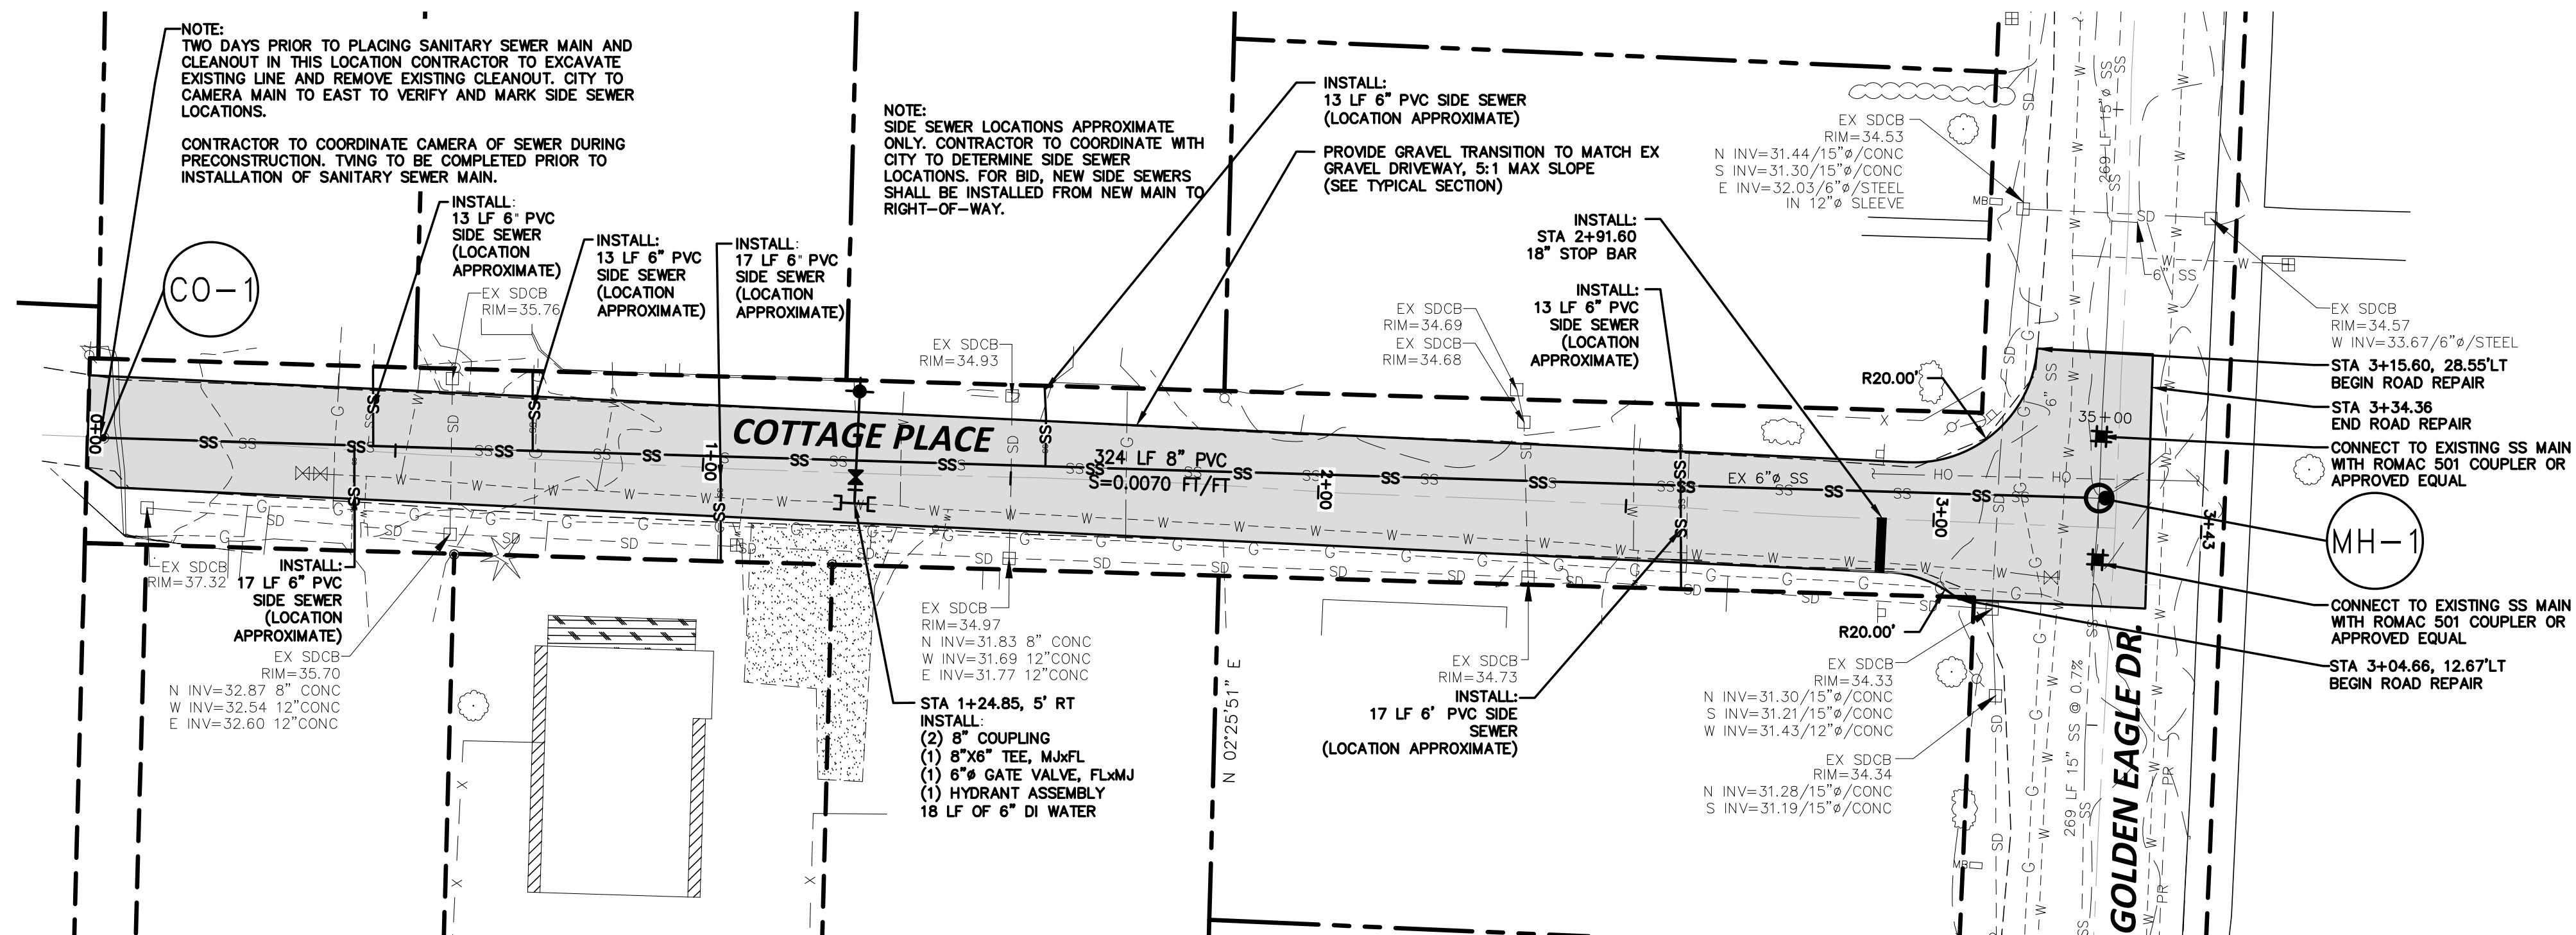 NOTE:
TWO DAYS PRIOR TO PLACING SANITARY SEWER MAIN AND
CLEANOUT IN THIS LOCATION CONTRACTOR TO EXCAVATE
EXISTING LINE AND REMOVE EXISTING CLEANOUT. CITY TO
CAMERA MAIN TO EAST TO VERIFY AND MARK SIDE SEWER
LOCATIONS.
CONTRACTOR TO COORDINATE CAMERA OF SEWER DURING
PRECONSTRUCTION. TVING TO BE COMPLETED PRIOR TO
INSTALLATION OF SANITARY SEWER MAIN.
CO-1
INSTALL:
13 LF 6" PVC
SIDE SEWER
(LOCATION
APPROXIMATE)
EX SDCB
RIM=35.76
INSTALL:
13 LF 6" PVC
SIDE SEWER
(LOCATION
APPROXIMATE)
INSTALL:
17 LF 6" PVC
SIDE SEWER
(LOCATION
APPROXIMATE)
NOTE:
SIDE SEWER LOCATIONS APPROXIMATE
ONLY. CONTRACTOR TO COORDINATE WITH
CITY TO DETERMINE SIDE SEWER
LOCATIONS. FOR BID, NEW SIDE SEWERS
SHALL BE INSTALLED FROM NEW MAIN TO
RIGHT-OF-WAY.
EX SDCB
RIM=34.93
INSTALL:
13 LF 6" PVC SIDE SEWER
(LOCATION APPROXIMATE)
PROVIDE GRAVEL TRANSITION TO MATCH EX
GRAVEL DRIVEWAY, 5:1 MAX SLOPE
(SEE TYPICAL SECTION)
INSTALL:
STA 2+91.60
18" STOP BAR
INSTALL:
13 LF 6" PVC
SIDE SEWER
(LOCATION
APPROXIMATE)
EX SDCB
RIM=34.69
EX SDCB
RIM=34.68
EX SDCB
RIM=34.53
N INV=31.44/15"ø/CONC
S INV=31.30/15"ø/CONC
E INV=32.03/6"ø/STEEL
IN 12"ø SLEEVE
MB
269 LF 15"ø SS
6" SS
EX SDCB
RIM=34.57
W INV=33.67/6"ø/STEEL
STA 3+15.60, 28.55'LT
BEGIN ROAD REPAIR
STA 3+34.36
END ROAD REPAIR
CONNECT TO EXISTING SS MAIN
WITH ROMAC 501 COUPLER OR
APPROVED EQUAL
MH-1
CONNECT TO EXISTING SS MAIN
WITH ROMAC 501 COUPLER OR
APPROVED EQUAL
STA 3+04.66, 12.67'LT
BEGIN ROAD REPAIR
R20.00'
6" SS
35+00
0+00
1+00
COTTAGE PLACE
324 LF 8" PVC
S=0.0070 FT/FT
2+00
EX 6"ø SS
HO
HO
3+00
3+43
EX SDCB
RIM=37.32
INSTALL:
17 LF 6" PVC
SIDE SEWER
(LOCATION
APPROXIMATE)
EX SDCB
RIM=35.70
N INV=32.87 8" CONC
W INV=32.54 12"CONC
E INV=32.60 12"CONC
EX SDCB
RIM=34.97
N INV=31.83 8" CONC
W INV=31.69 12"CONC
E INV=31.77 12"CONC
STA 1+24.85, 5' RT
INSTALL:
(2) 8" COUPLING
(1) 8"X6" TEE, MJxFL
(1) 6"ø GATE VALVE, FLxMJ
(1) HYDRANT ASSEMBLY
18 LF OF 6" DI WATER
N 02°25'51" E
EX SDCB
RIM=34.73
INSTALL:
17 LF 6' PVC SIDE
SEWER
(LOCATION APPROXIMATE)
R20.00'
EX SDCB
RIM=34.33
N INV=31.30/15"ø/CONC
S INV=31.21/15"ø/CONC
W INV=31.43/12"ø/CONC
EX SDCB
RIM=34.34
N INV=31.28/15"ø/CONC
S INV=31.19/15"ø/CONC
MB
269 LF 15" SS @ 0.7%
GOLDEN EAGLE DR.
PR
PR